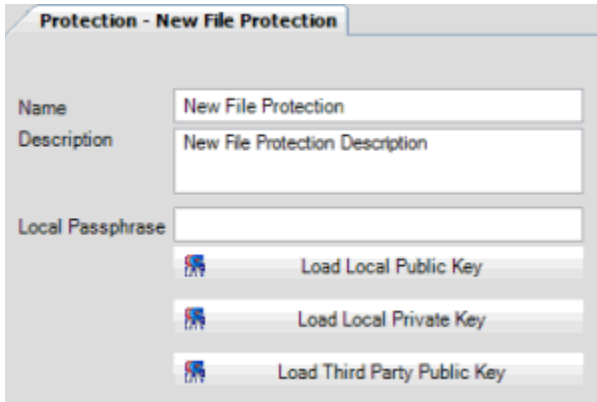 Protection - New File Protection
Name New File Protection
Description New File Protection Description
Local Passphrase
Load Local Public Key
Load Local Private Key
Load Third Party Public Key